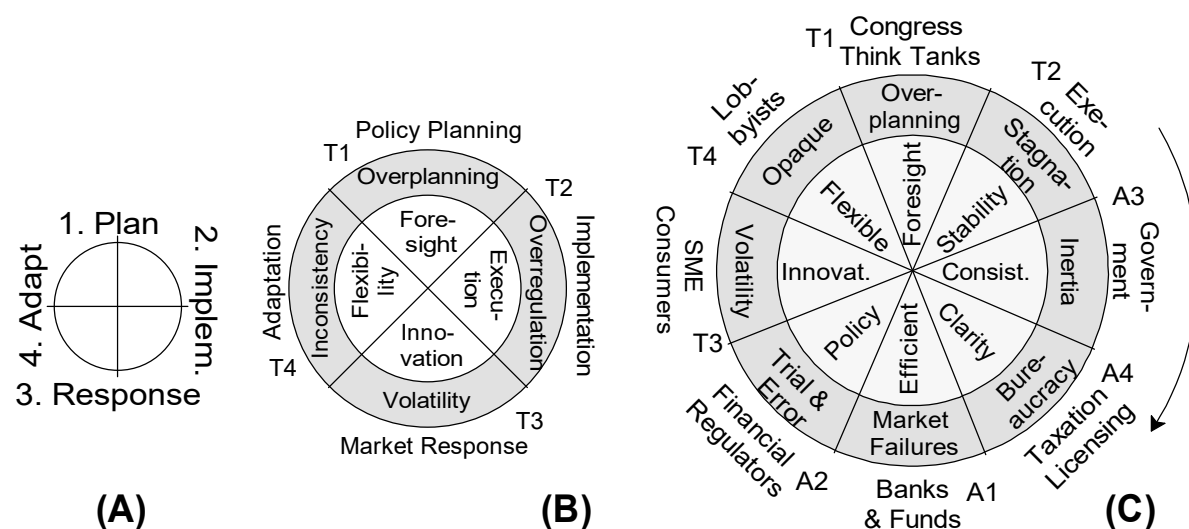 1. Plan
2. Implem.
3. Response
4. Adapt
(A)
Policy Planning
T1
T2
Overplanning
Fore-
sight
Implementation
Overregulation
Execu-
tion
Inno-
vation
Volatility
T3
Market Response
T4
Adaptation
Inconsistency
Flexibi-
lity
(B)
T1
Congress
Think Tanks
Over-
planning
Foresight
T2
Exe-
cution
Stagna-
tion
Stability
A3
Govern-
ment
Inertia
Consist.
A4
Taxation
Licensing
Bure-
aucracy
Clarity
A1
Banks
& Funds
Market
Failures
Efficient
A2
Financial
Regulators
Trial &
Error
Policy
T3
SME
Consumers
Volatility
Innovat.
T4
Lob-
byists
Opaque
Flexible
(C)